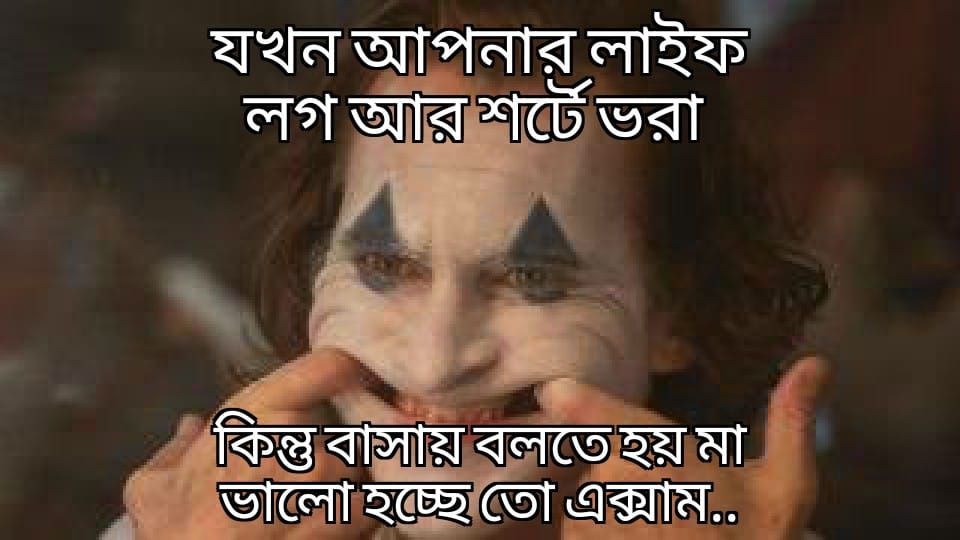 যখন আপনার লাইফ
লগ আর শর্টে ভরা
কিন্তু বাসায় বলতে হয় মা
ভালো হচ্ছে তো এক্সাম..